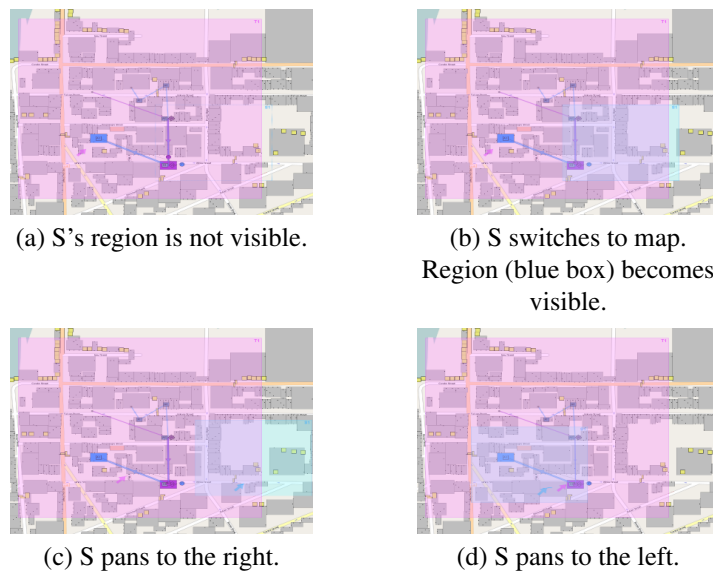 (a) S's region is not visible.
(b) S switches to map.
Region (blue box) becomes
visible.
(c) S pans to the right.
(d) S pans to the left.